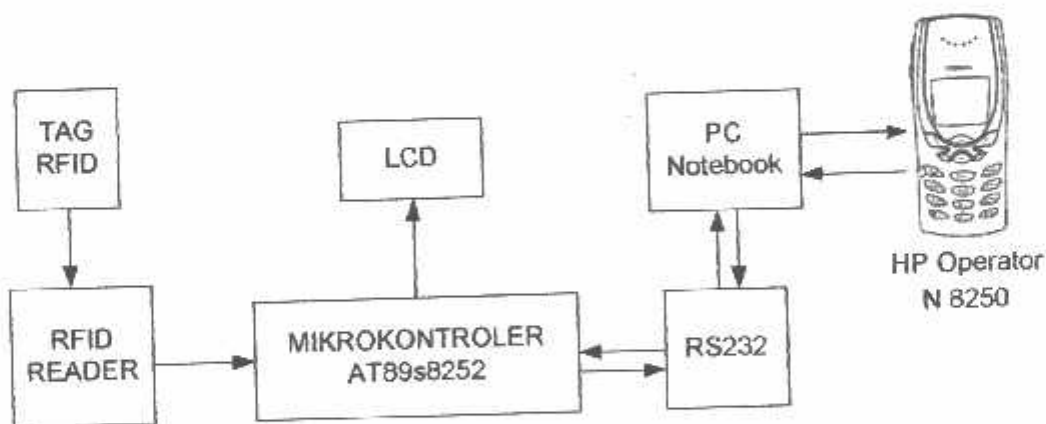 TAG
RFID
LCD
PC
Notebook
HP Operator
N 8250
RFID
READER
MIKROKONTROLER
AT89s8252
RS232